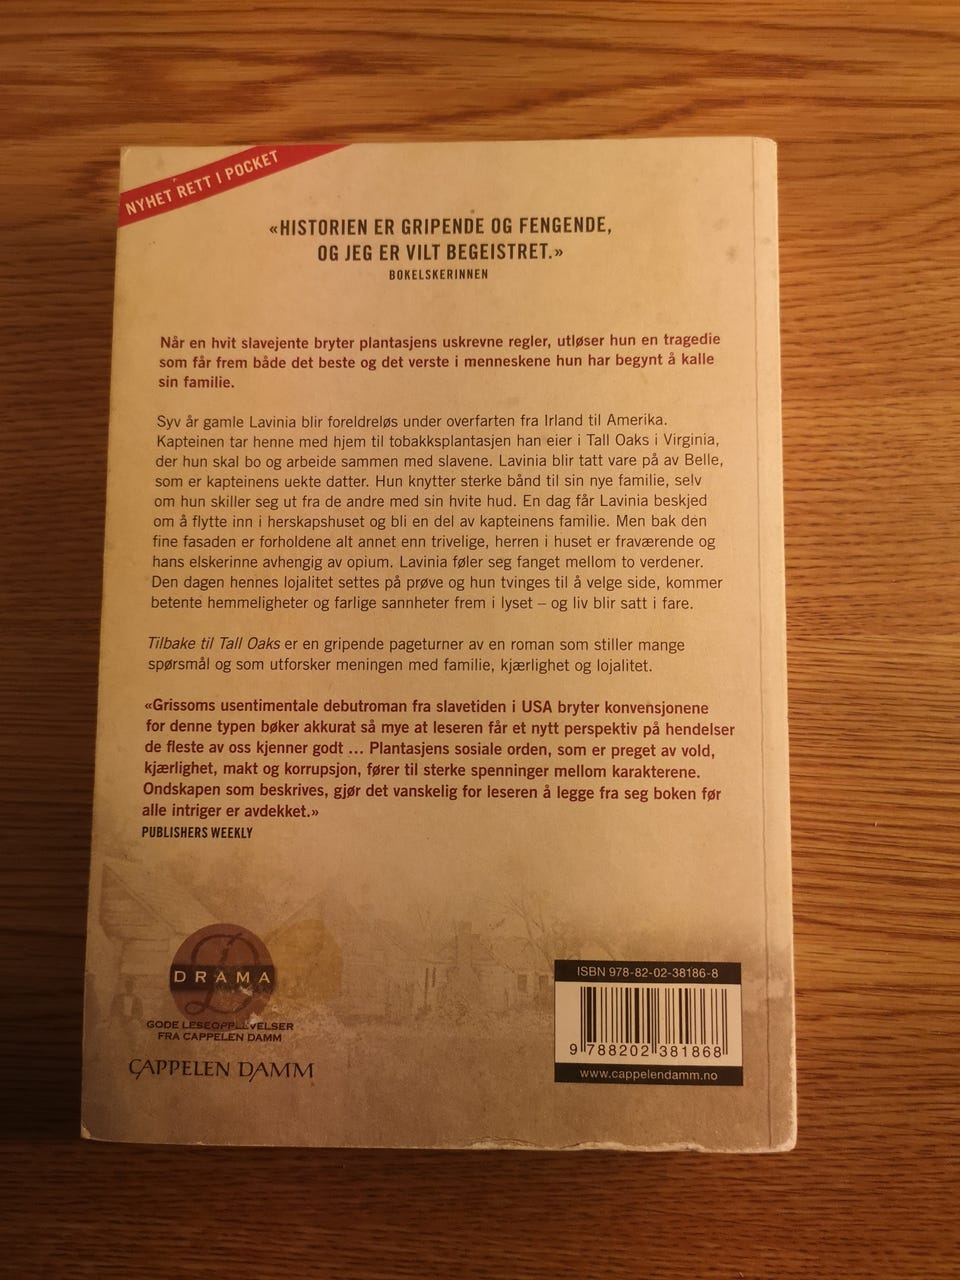 NYHET RETT I POCKET
«HISTORIEN ER GRIPENDE OG FENGENDE,
OG JEG ER VILT BEGEISTRET.»
BOKELSKERINNEN
Når en hvit slavejente bryter plantasjens uskrevne regler, utløser hun en tragedie
som får frem både det beste og det verste i menneskene hun har begynt å kalle
sin familie.
Syv år gamle Lavinia blir foreldreløs under overfarten fra Irland til Amerika.
Kapteinen tar henne med hjem til tobakksplantasjen han eier i Tall Oaks i Virginia,
der hun skal bo og arbeide sammen med slavene. Lavinia blir tatt vare på av Belle,
som er kapteinens uekte datter. Hun knytter sterke bånd til sin nye familie, selv
om hun skiller seg ut fra de andre med sin hvite hud. En dag får Lavinia beskjed
om å flytte inn i herskapshuset og bli en del av kapteinens familie. Men bak den
fine fasaden er forholdene alt annet enn trivelige, herren i huset er fraværende og
hans elskerinne avhengig av opium. Lavinia føler seg fanget mellom to verdener.
Den dagen hennes lojalitet settes på prøve og hun tvinges til å velge side, kommer
betente hemmeligheter og farlige sannheter frem i lyset – og liv blir satt i fare.
Tilbake til Tall Oaks er en gripende pageturner av en roman som stiller mange
spørsmål og som utforsker meningen med familie, kjærlighet og lojalitet.
«Grissoms usentimentale debutroman fra slavetiden i USA bryter konvensjonene
for denne typen bøker akkurat så mye at leseren får et nytt perspektiv på hendelser
de fleste av oss kjenner godt ... Plantasjens sosiale orden, som er preget av vold,
kjærlighet, makt og korrupsjon, fører til sterke spenninger mellom karakterene.
Ondskapen som beskrives, gjør det vanskelig for leseren å legge fra seg boken før
alle intriger er avdekket.»
PUBLISHERS WEEKLY
D
DRAMA
GODE LESEOPPLEVELSER
FRA CAPPELEN DAMM
CAPPELEN DAMM
ISBN 978-82-02-38186-8
9 788202 381868
www.cappelendamm.no